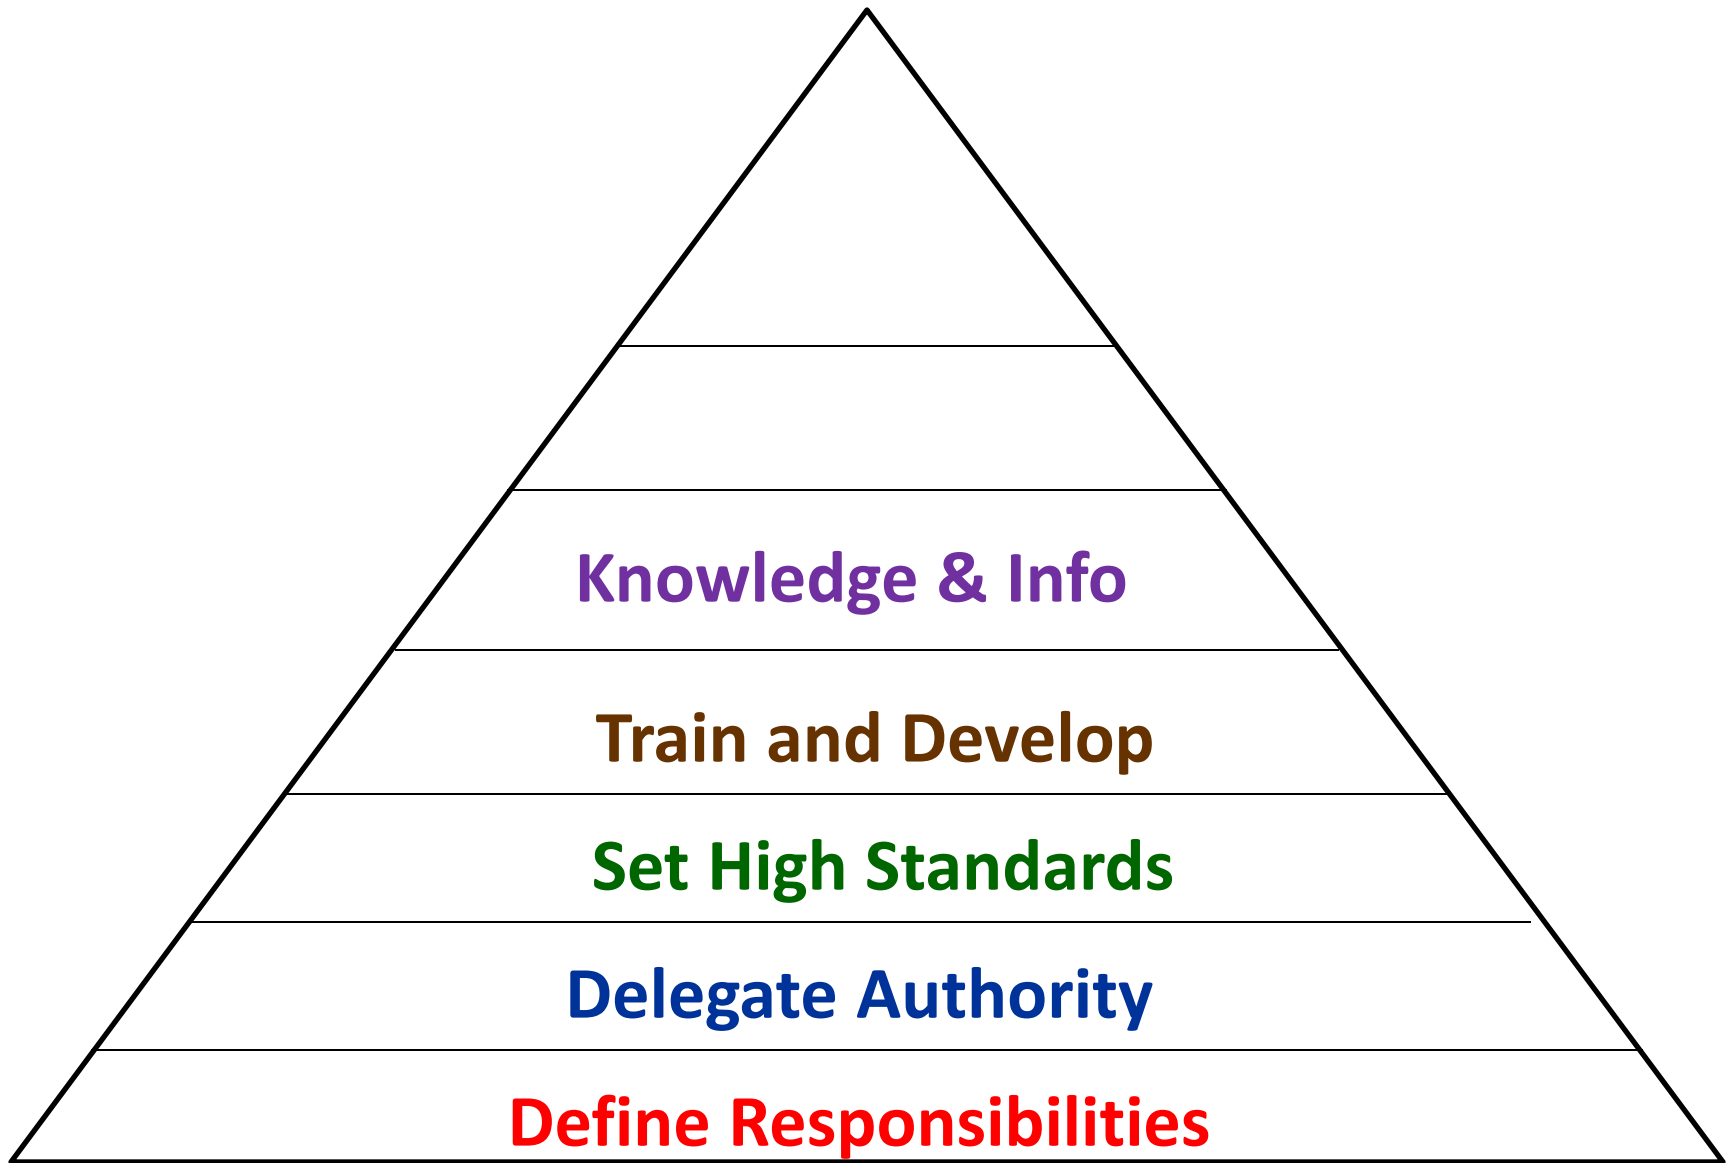 Knowledge & Info
Train and Develop
Set High Standards
Delegate Authority
Define Responsibilities